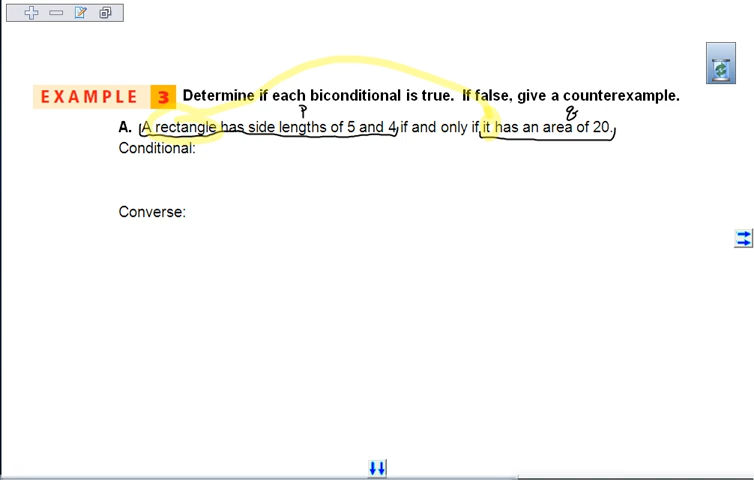 EXAMPLE 3 Determine if each biconditional is true. If false, give a counterexample.
p q
A. A rectangle has side lengths of 5 and 4 if and only if it has an area of 20.
Conditional:
Converse: